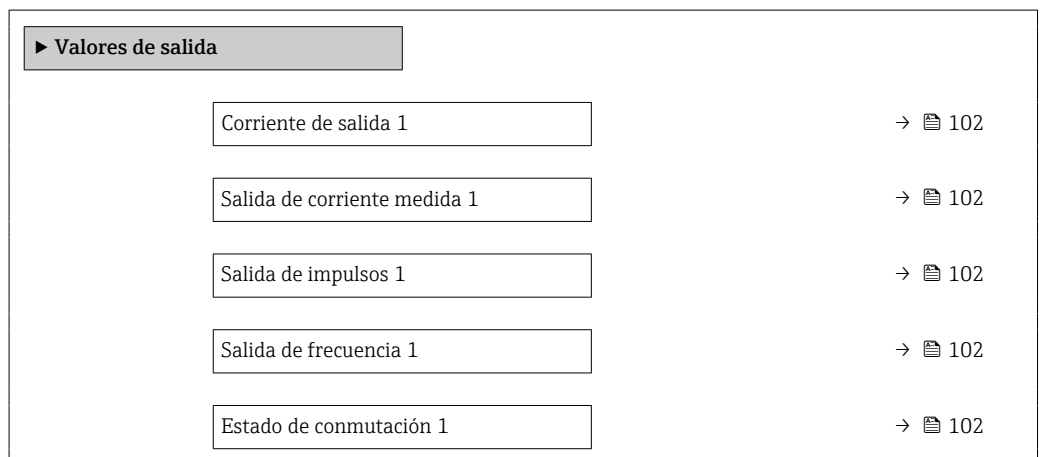 ▶ Valores de salida
Corriente de salida 1 → 102
Salida de corriente medida 1 → 102
Salida de impulsos 1 → 102
Salida de frecuencia 1 → 102
Estado de conmutación 1 → 102